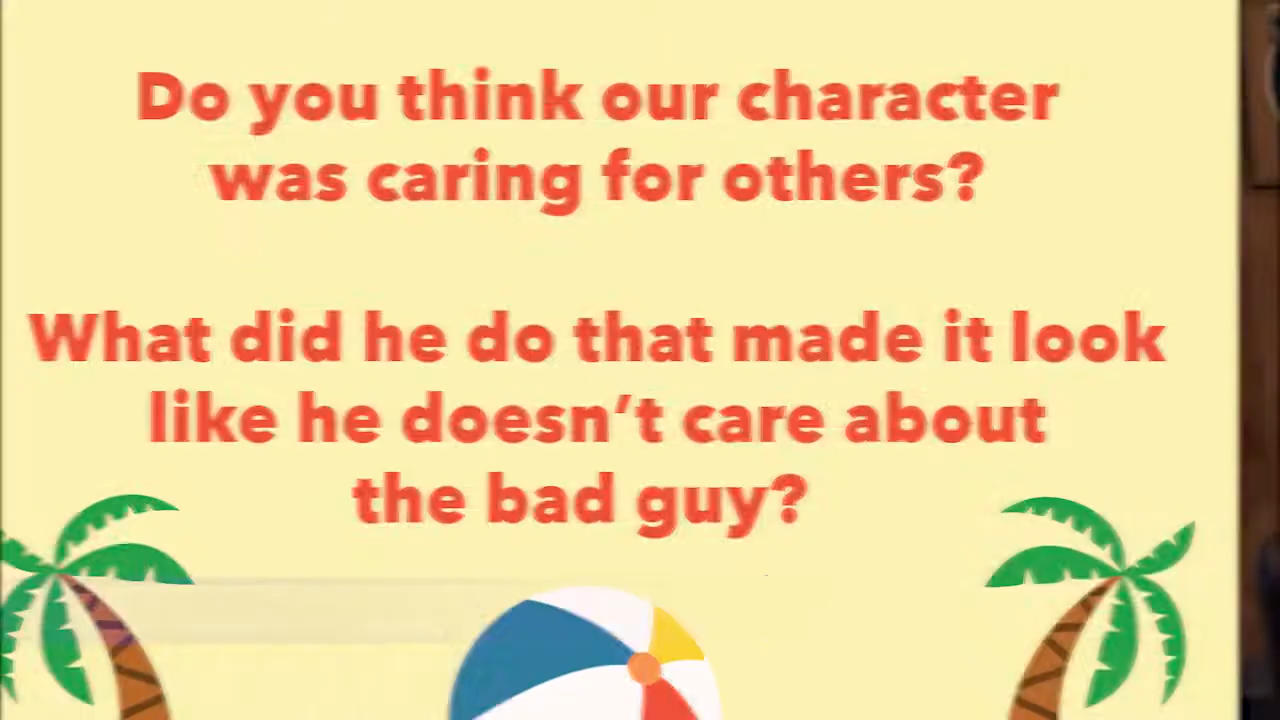 Do you think our character
was caring for others?
What did he do that made it look
like he doesn’t care about
the bad guy?